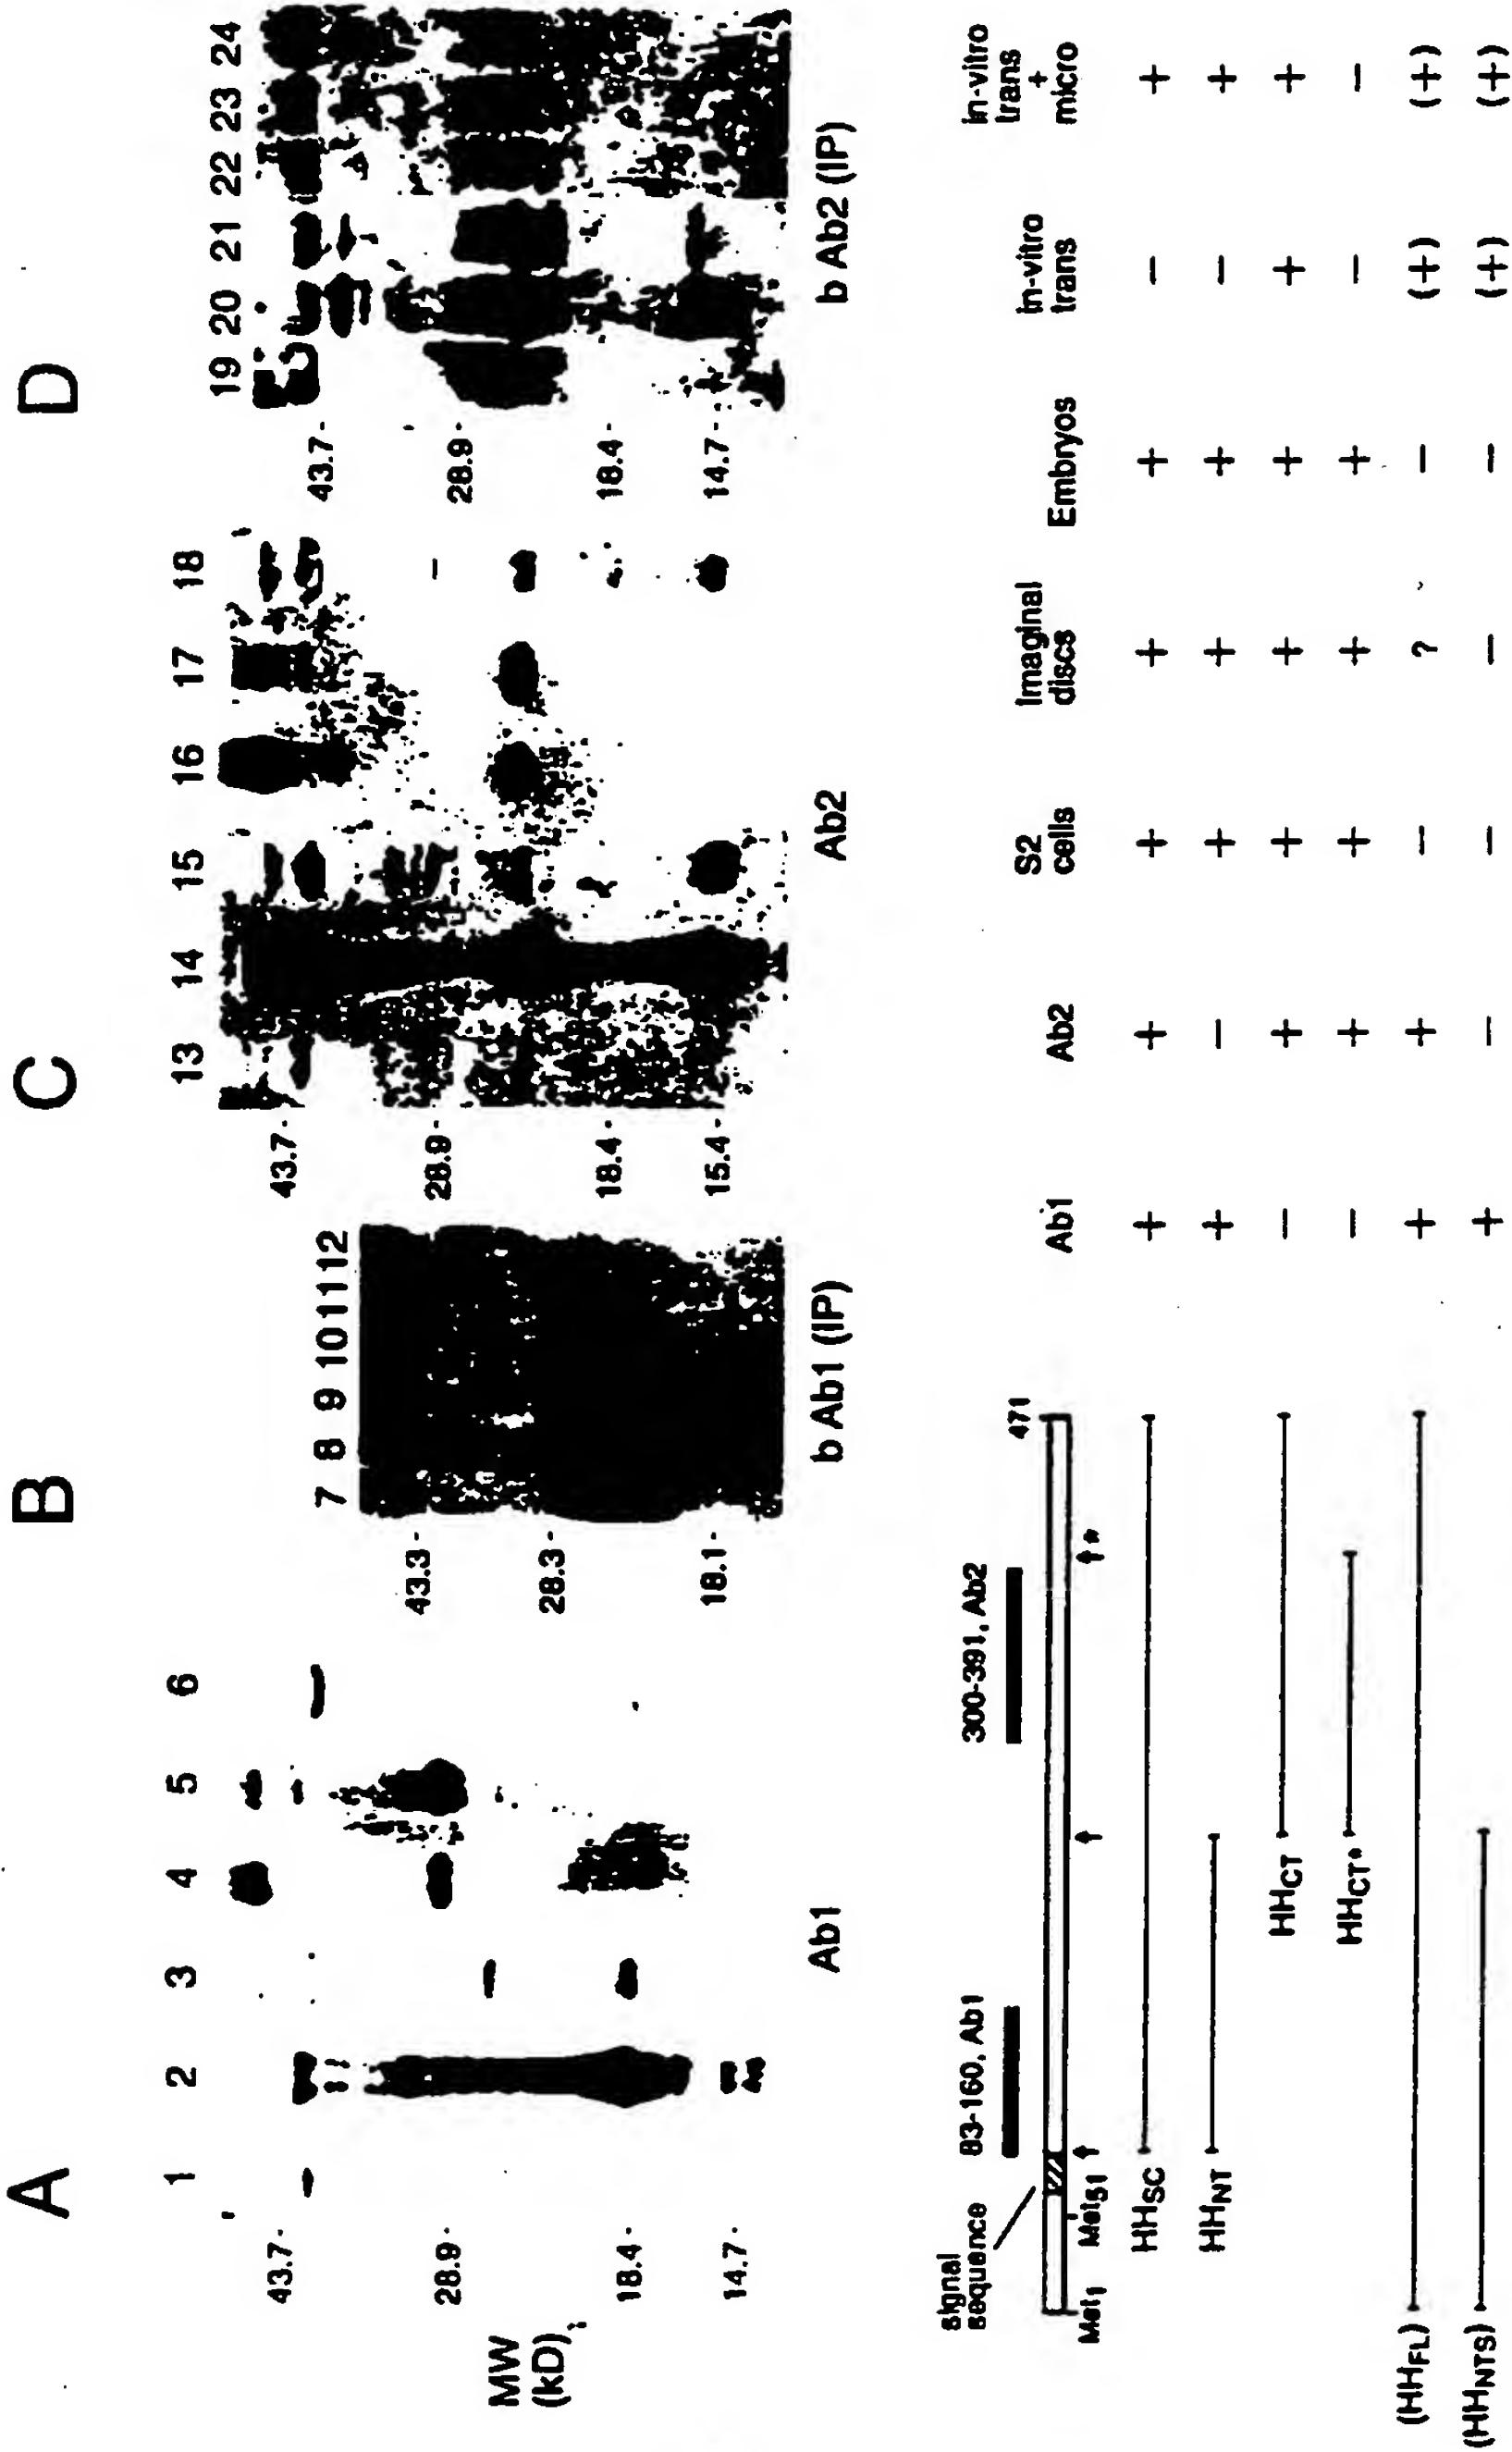 A
B
C
D
1 2 3 4 5 6
7 8 9 10 11 12
13 14 15 16 17 18
19 20 21 22 23 24
MW
(kD)
43.7-
28.9-
18.4-
14.7-
43.3-
28.3-
18.1-
43.7-
28.9-
18.4-
15.4-
43.7-
28.9-
18.4-
14.7-
Ab1
b Ab1 (IP)
Ab2
b Ab2 (IP)
signal
sequence
83-160, Ab1
300-391, Ab2
471
Met1 Met51
*
Ab1 Ab2 S2 cells Imaginal discs Embryos in-vitro trans in-vitro trans + micro
HHSC + + + + + − +
HHNT + − + + + − +
HHCT − + + + + + +
HHCT* − + + + + − −
(HHFL) + + − ? − (+) (+)
(HHNTS) + − − − − (+) (+)